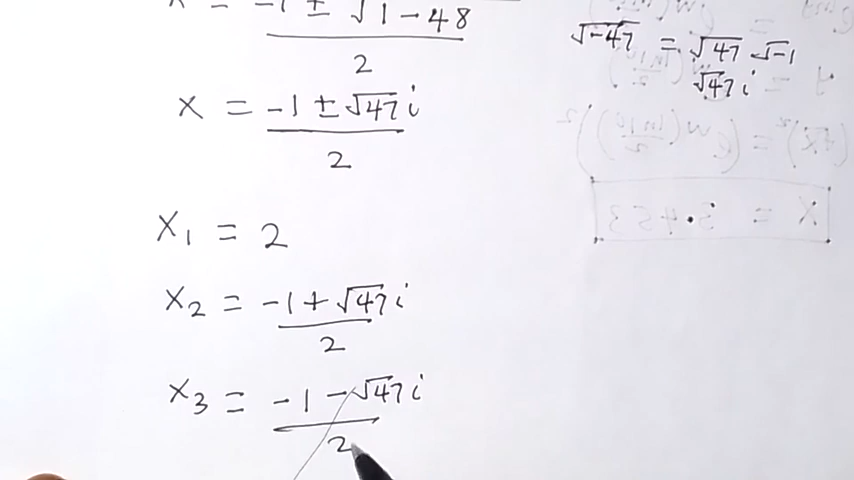 x = -1 ± √1-48 / 2
√-47 = √47 √-1
√47 i
x = -1 ± √47 i / 2
x₁ = 2
x₂ = -1 + √47 i / 2
x₃ = -1 - √47 i / 2